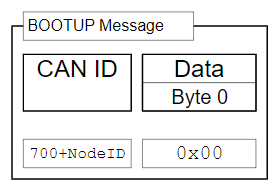 BOOTUP Message
CAN ID Data
Byte 0
700+NodeID 0x00